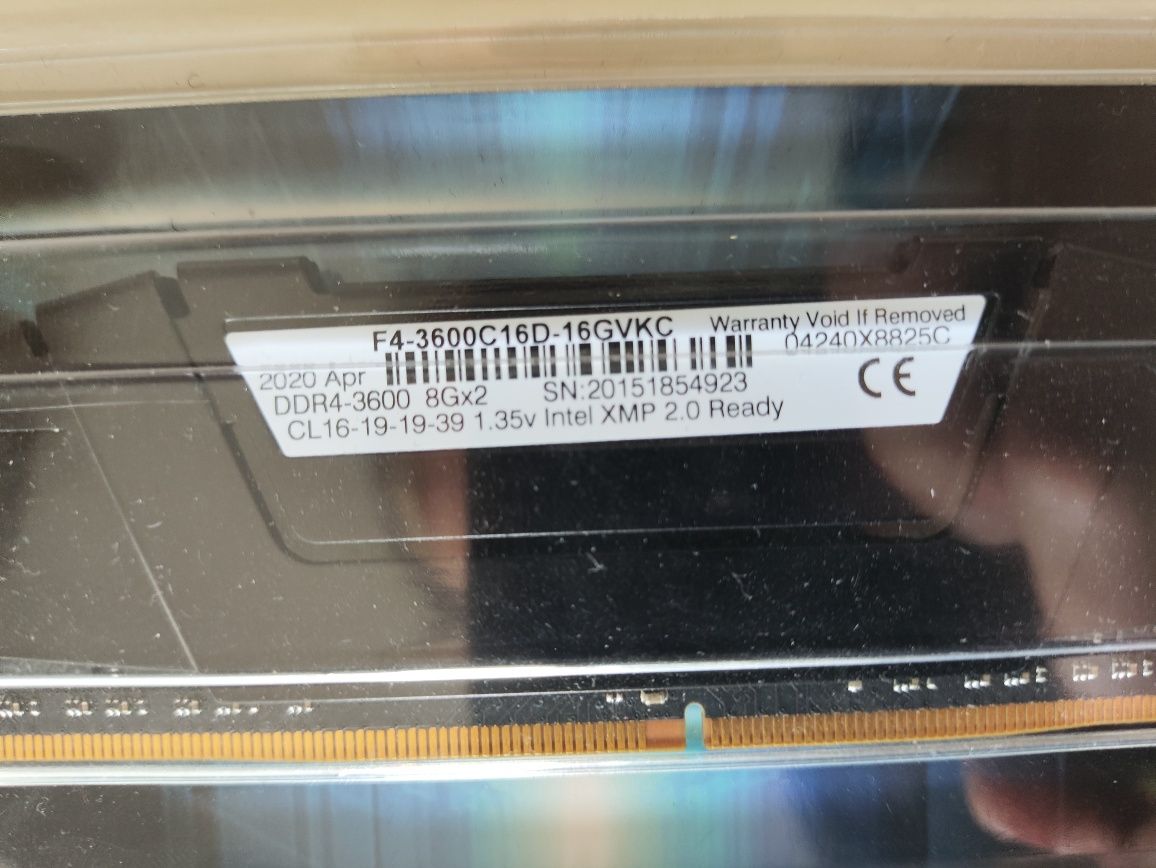 F4-3600C16D-16GVKC
Warranty Void If Removed
04240X8825C
2020 Apr
DDR4-3600 8Gx2 SN:20151854923
CL16-19-19-39 1.35v Intel XMP 2.0 Ready
CE